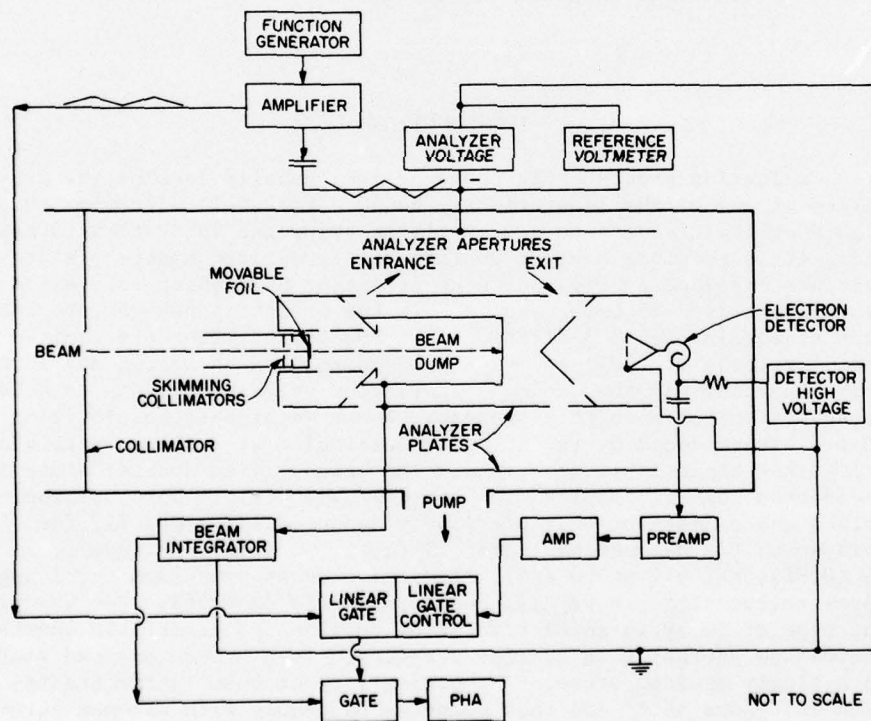 FUNCTION
GENERATOR
AMPLIFIER
ANALYZER
VOLTAGE
REFERENCE
VOLTMETER
ANALYZER APERTURES
ENTRANCE
EXIT
MOVABLE
FOIL
ELECTRON
DETECTOR
BEAM
BEAM
DUMP
SKIMMING
COLLIMATORS
DETECTOR
HIGH
VOLTAGE
COLLIMATOR
ANALYZER
PLATES
PUMP
BEAM
INTEGRATOR
AMP
PREAMP
LINEAR
GATE
LINEAR
GATE
CONTROL
GATE
PHA
NOT TO SCALE